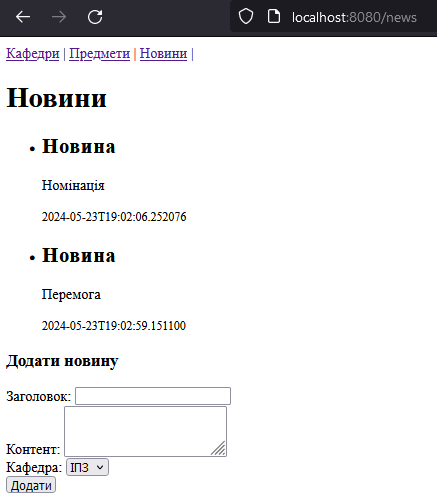 localhost:8080/news
Кафедри | Предмети | Новини |
Новини
Новина
Номінація
2024-05-23T19:02:06.252076
Новина
Перемога
2024-05-23T19:02:59.151100
Додати новину
Заголовок:
Контент:
Кафедра: ІПЗ
Додати